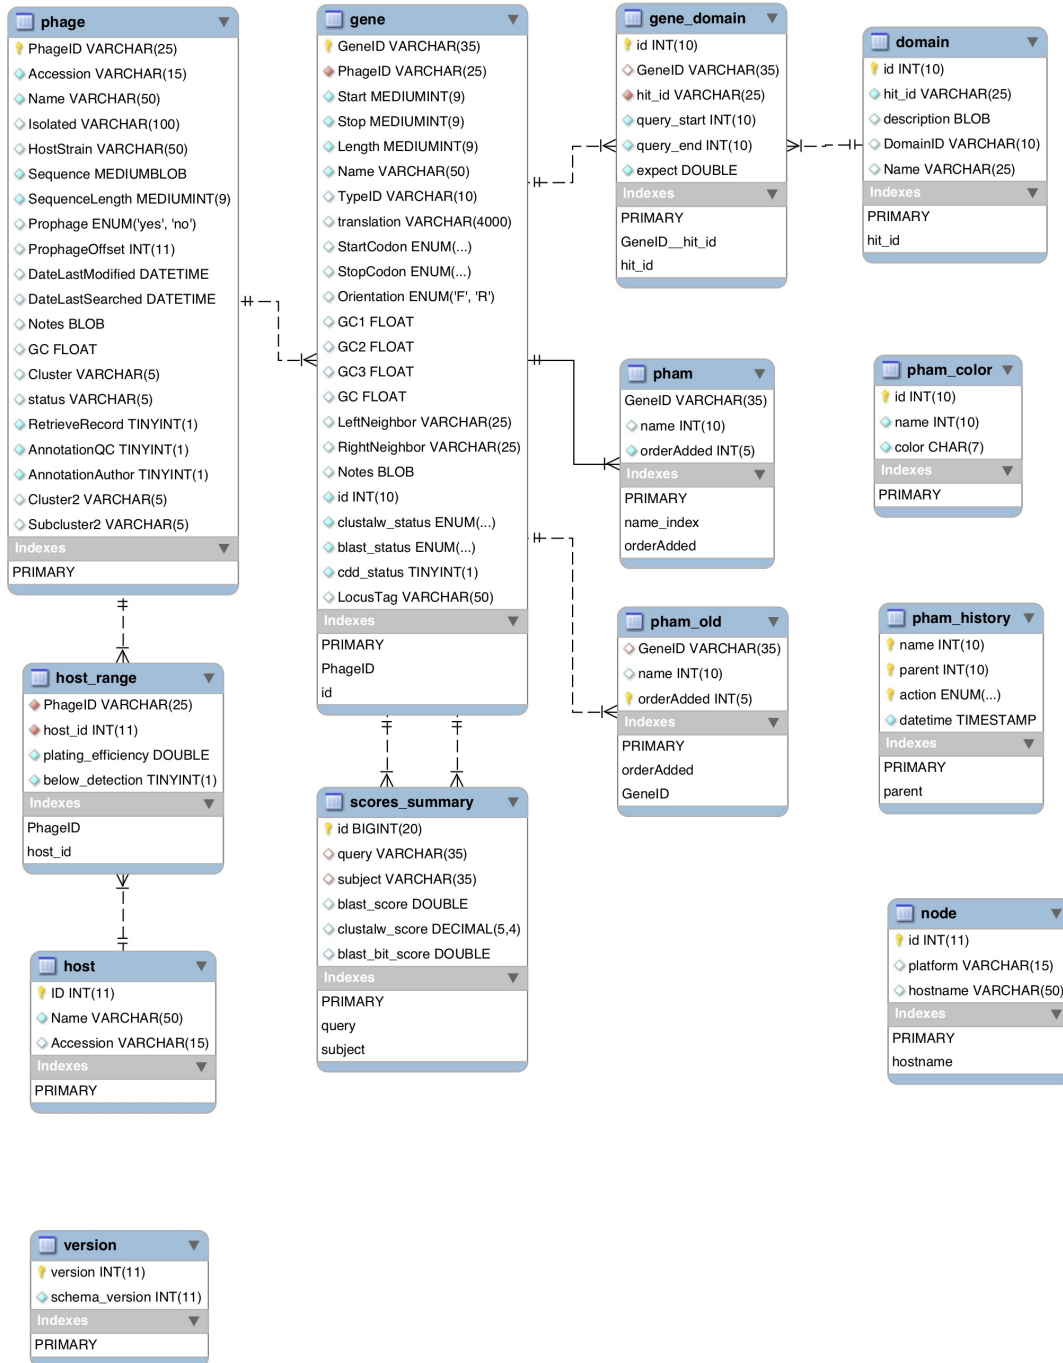 phage
PhageID VARCHAR(25)
Accession VARCHAR(15)
Name VARCHAR(50)
Isolated VARCHAR(100)
HostStrain VARCHAR(50)
Sequence MEDIUMBLOB
SequenceLength MEDIUMINT(9)
Prophage ENUM('yes', 'no')
ProphageOffset INT(11)
DateLastModified DATETIME
DateLastSearched DATETIME
Notes BLOB
GC FLOAT
Cluster VARCHAR(5)
status VARCHAR(5)
RetrieveRecord TINYINT(1)
AnnotationQC TINYINT(1)
AnnotationAuthor TINYINT(1)
Cluster2 VARCHAR(5)
Subcluster2 VARCHAR(5)
Indexes
PRIMARY
host_range
PhageID VARCHAR(25)
host_id INT(11)
plating_efficiency DOUBLE
below_detection TINYINT(1)
Indexes
PhageID
host_id
host
ID INT(11)
Name VARCHAR(50)
Accession VARCHAR(15)
Indexes
PRIMARY
version
version INT(11)
schema_version INT(11)
Indexes
PRIMARY
gene
GeneID VARCHAR(35)
PhageID VARCHAR(25)
Start MEDIUMINT(9)
Stop MEDIUMINT(9)
Length MEDIUMINT(9)
Name VARCHAR(50)
TypeID VARCHAR(10)
translation VARCHAR(4000)
StartCodon ENUM(...)
StopCodon ENUM(...)
Orientation ENUM('F', 'R')
GC1 FLOAT
GC2 FLOAT
GC3 FLOAT
GC FLOAT
LeftNeighbor VARCHAR(25)
RightNeighbor VARCHAR(25)
Notes BLOB
id INT(10)
clustalw_status ENUM(...)
blast_status ENUM(...)
cdd_status TINYINT(1)
LocusTag VARCHAR(50)
Indexes
PRIMARY
PhageID
id
scores_summary
id BIGINT(20)
query VARCHAR(35)
subject VARCHAR(35)
blast_score DOUBLE
clustalw_score DECIMAL(5,4)
blast_bit_score DOUBLE
Indexes
PRIMARY
query
subject
gene_domain
id INT(10)
GeneID VARCHAR(35)
hit_id VARCHAR(25)
query_start INT(10)
query_end INT(10)
expect DOUBLE
Indexes
PRIMARY
GeneID__hit_id
hit_id
pham
GeneID VARCHAR(35)
name INT(10)
orderAdded INT(5)
Indexes
PRIMARY
name_index
orderAdded
pham_old
GeneID VARCHAR(35)
name INT(10)
orderAdded INT(5)
Indexes
PRIMARY
orderAdded
GeneID
domain
id INT(10)
hit_id VARCHAR(25)
description BLOB
DomainID VARCHAR(10)
Name VARCHAR(25)
Indexes
PRIMARY
hit_id
pham_color
id INT(10)
name INT(10)
color CHAR(7)
Indexes
PRIMARY
pham_history
name INT(10)
parent INT(10)
action ENUM(...)
datetime TIMESTAMP
Indexes
PRIMARY
parent
node
id INT(11)
platform VARCHAR(15)
hostname VARCHAR(50)
Indexes
PRIMARY
hostname